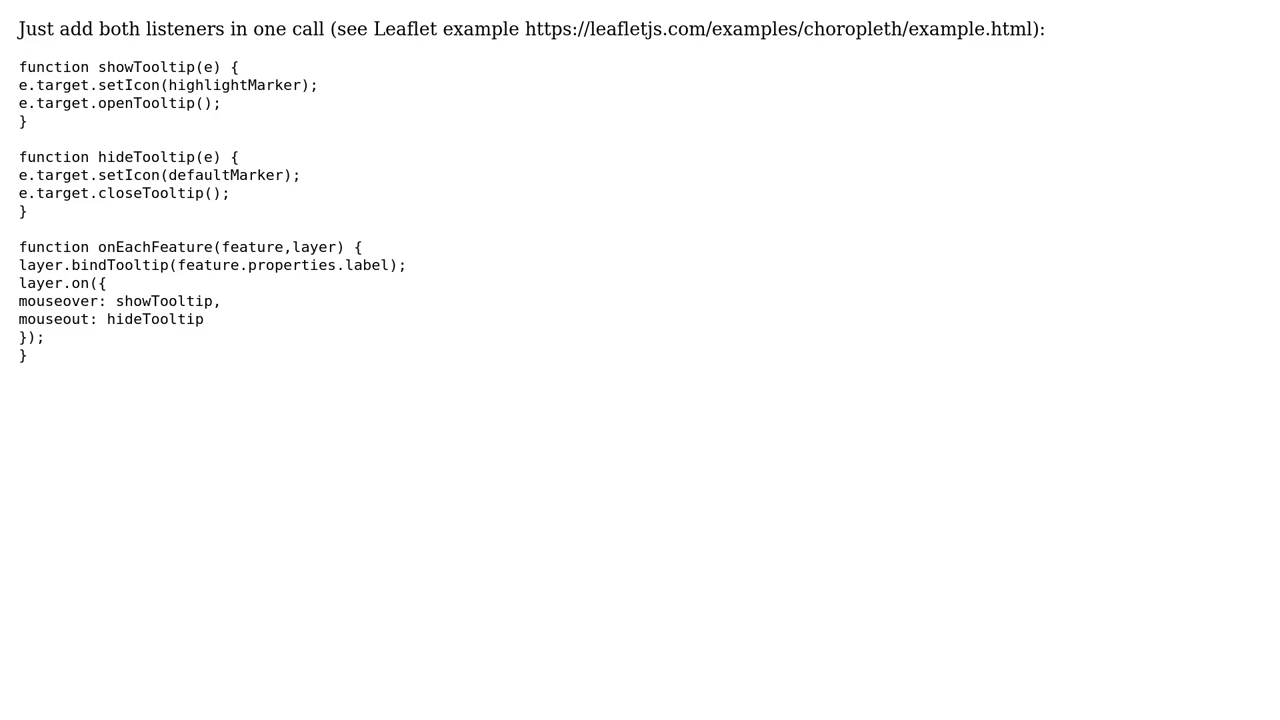 Just add both listeners in one call (see Leaflet example https://leafletjs.com/examples/choropleth/example.html):
function showTooltip(e) {
e.target.setIcon(highlightMarker);
e.target.openTooltip();
}
function hideTooltip(e) {
e.target.setIcon(defaultMarker);
e.target.closeTooltip();
}
function onEachFeature(feature,layer) {
layer.bindTooltip(feature.properties.label);
layer.on({
mouseover: showTooltip,
mouseout: hideTooltip
});
}